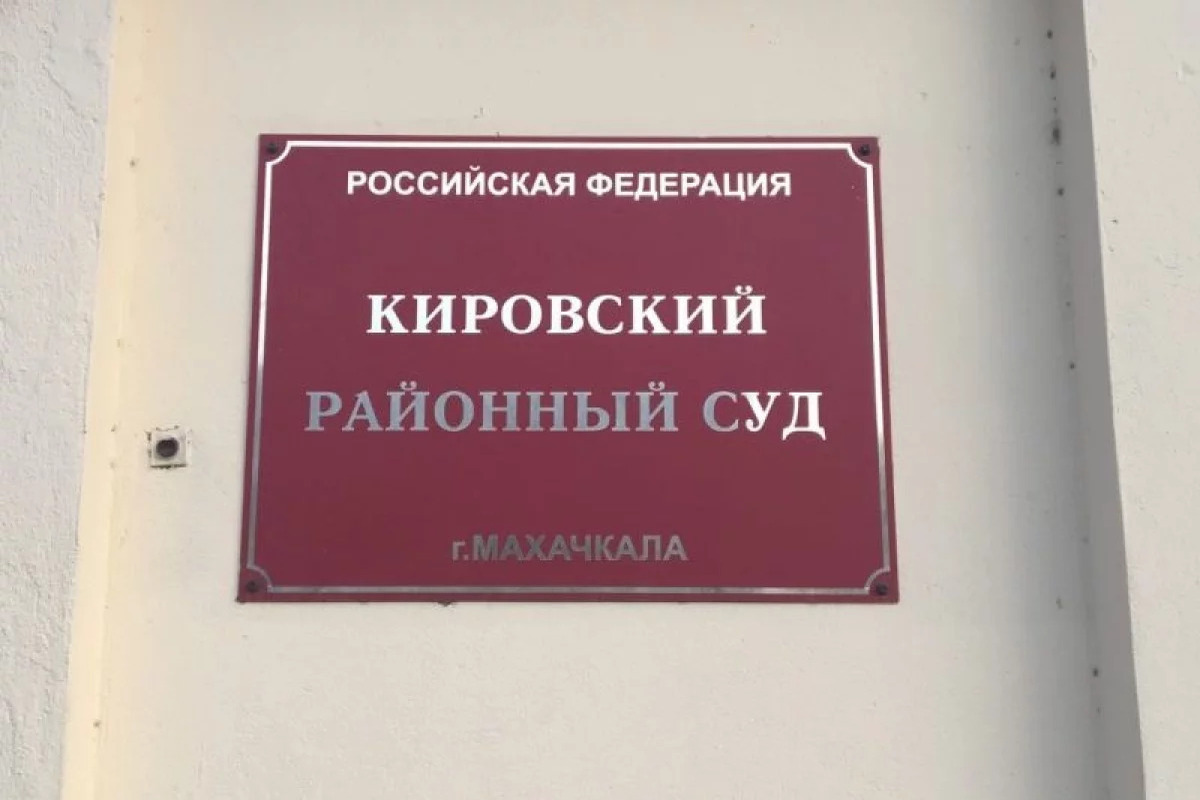 РОССИЙСКАЯ ФЕДЕРАЦИЯ
КИРОВСКИЙ
РАЙОННЫЙ СУД
г.МАХАЧКАЛА